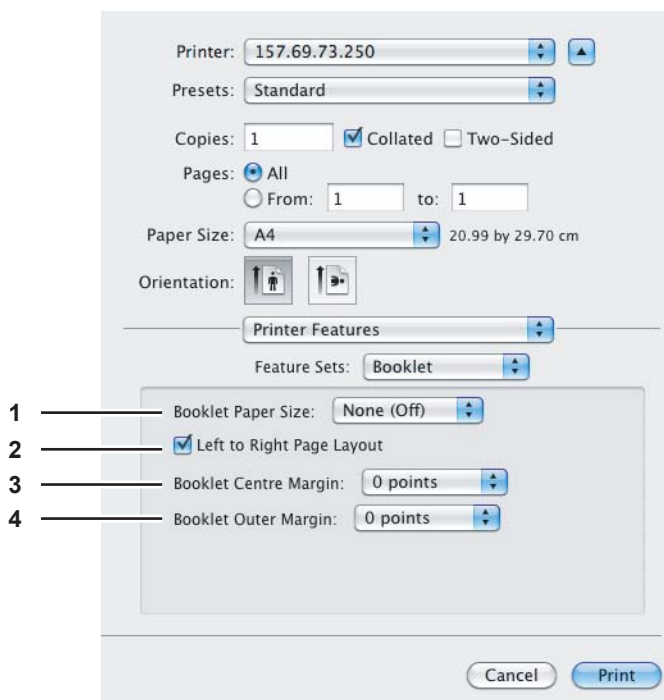 Printer: 157.69.73.250
Presets: Standard
Copies: 1 Collated Two-Sided
Pages: All
From: 1 to: 1
Paper Size: A4 20.99 by 29.70 cm
Orientation:
Printer Features
Feature Sets: Booklet
1 Booklet Paper Size: None (Off)
2 Left to Right Page Layout
3 Booklet Centre Margin: 0 points
4 Booklet Outer Margin: 0 points
Cancel Print